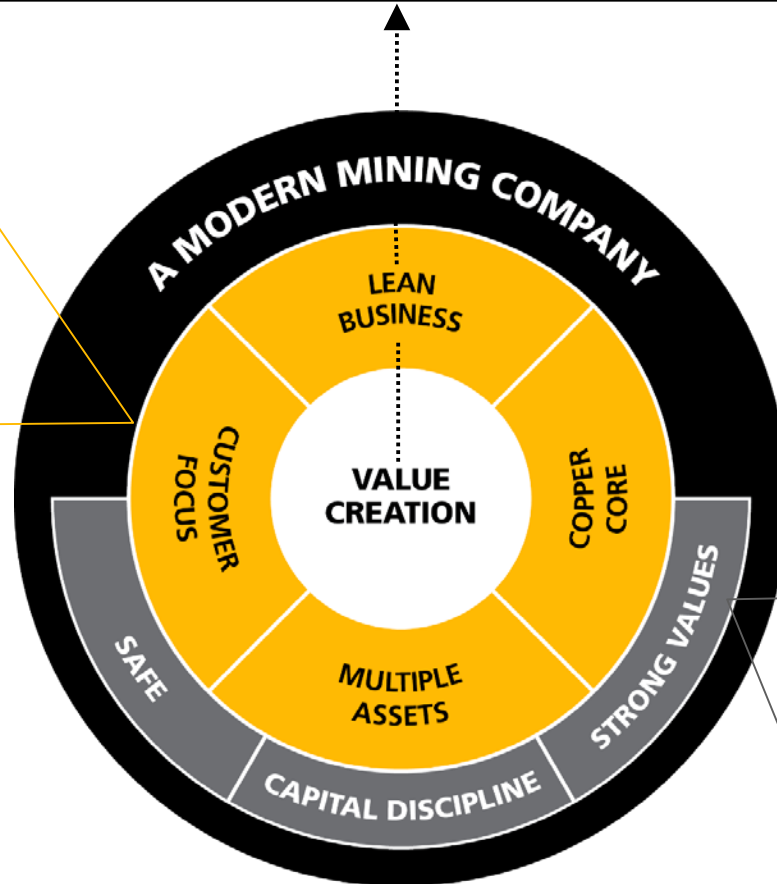 A MODERN MINING COMPANY
LEAN
BUSINESS
CUSTOMER
FOCUS
VALUE
CREATION
COPPER
CORE
MULTIPLE
ASSETS
SAFE
CAPITAL DISCIPLINE
STRONG VALUES